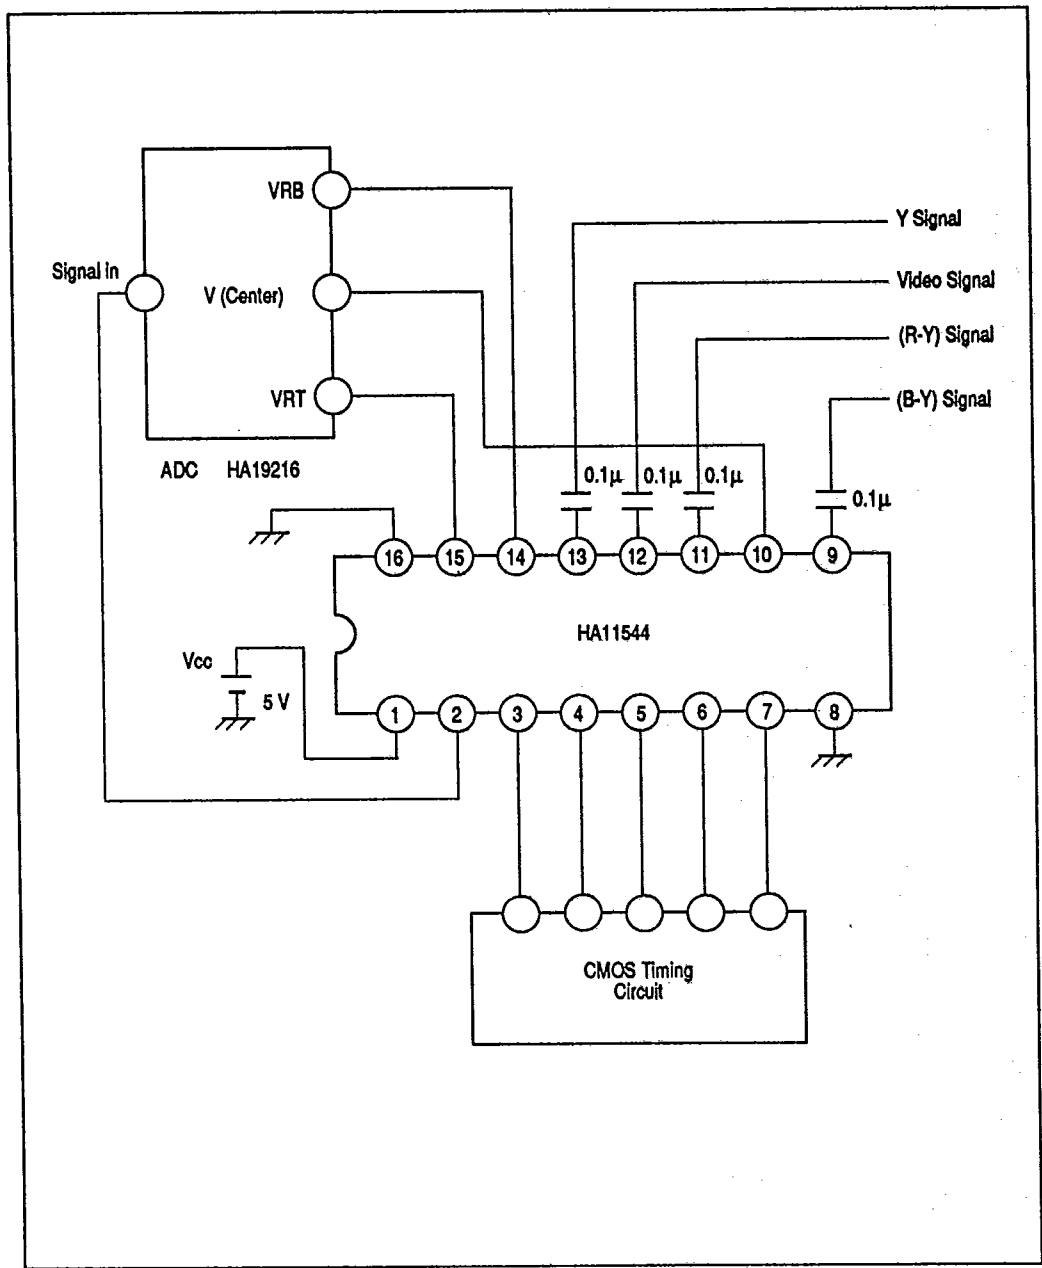 VRB
Y Signal
Signal in
V (Center)
Video Signal
(R-Y) Signal
VRT
(B-Y) Signal
ADC HA19216
0.1µ 0.1µ 0.1µ 0.1µ
16 15 14 13 12 11 10 9
HA11544
Vcc
5 V
1 2 3 4 5 6 7 8
CMOS Timing
Circuit